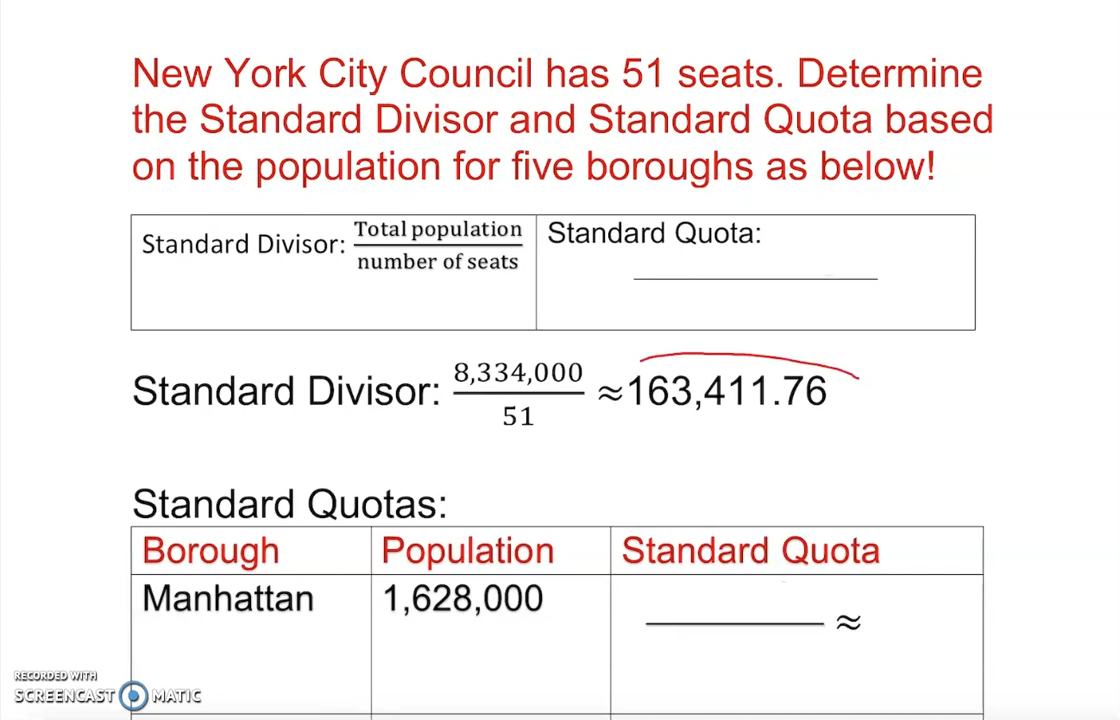 New York City Council has 51 seats. Determine
the Standard Divisor and Standard Quota based
on the population for five boroughs as below!
Standard Divisor: Total population
number of seats
Standard Quota:
Standard Divisor: 8,334,000
51
≈163,411.76
Standard Quotas:
Borough Population Standard Quota
Manhattan 1,628,000 ≈
RECORDED WITH
SCREENCAST MATIC